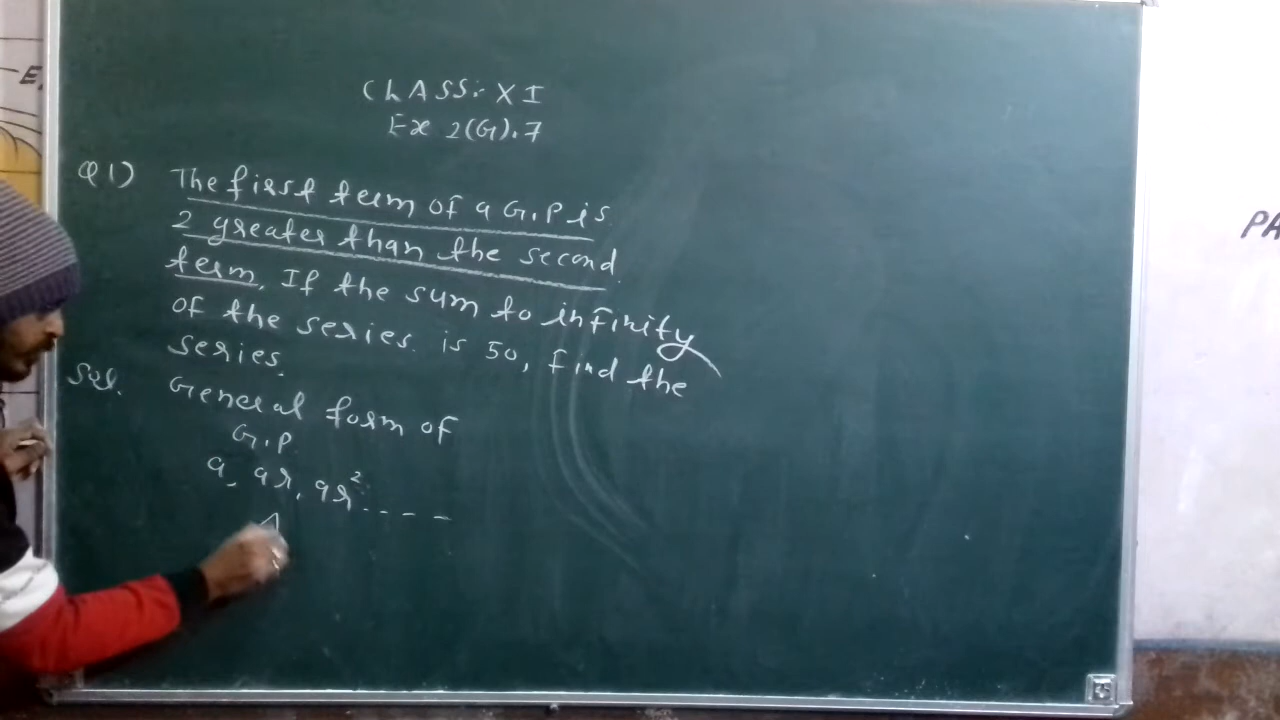 CLASS:- XI
Ex 2(G).7
Q1) The first term of a G.P is
2 greater than the second
term. If the sum to infinity
of the series is 50, find the
series.
Sol. General form of
G.P
a, ar, ar²....
PA